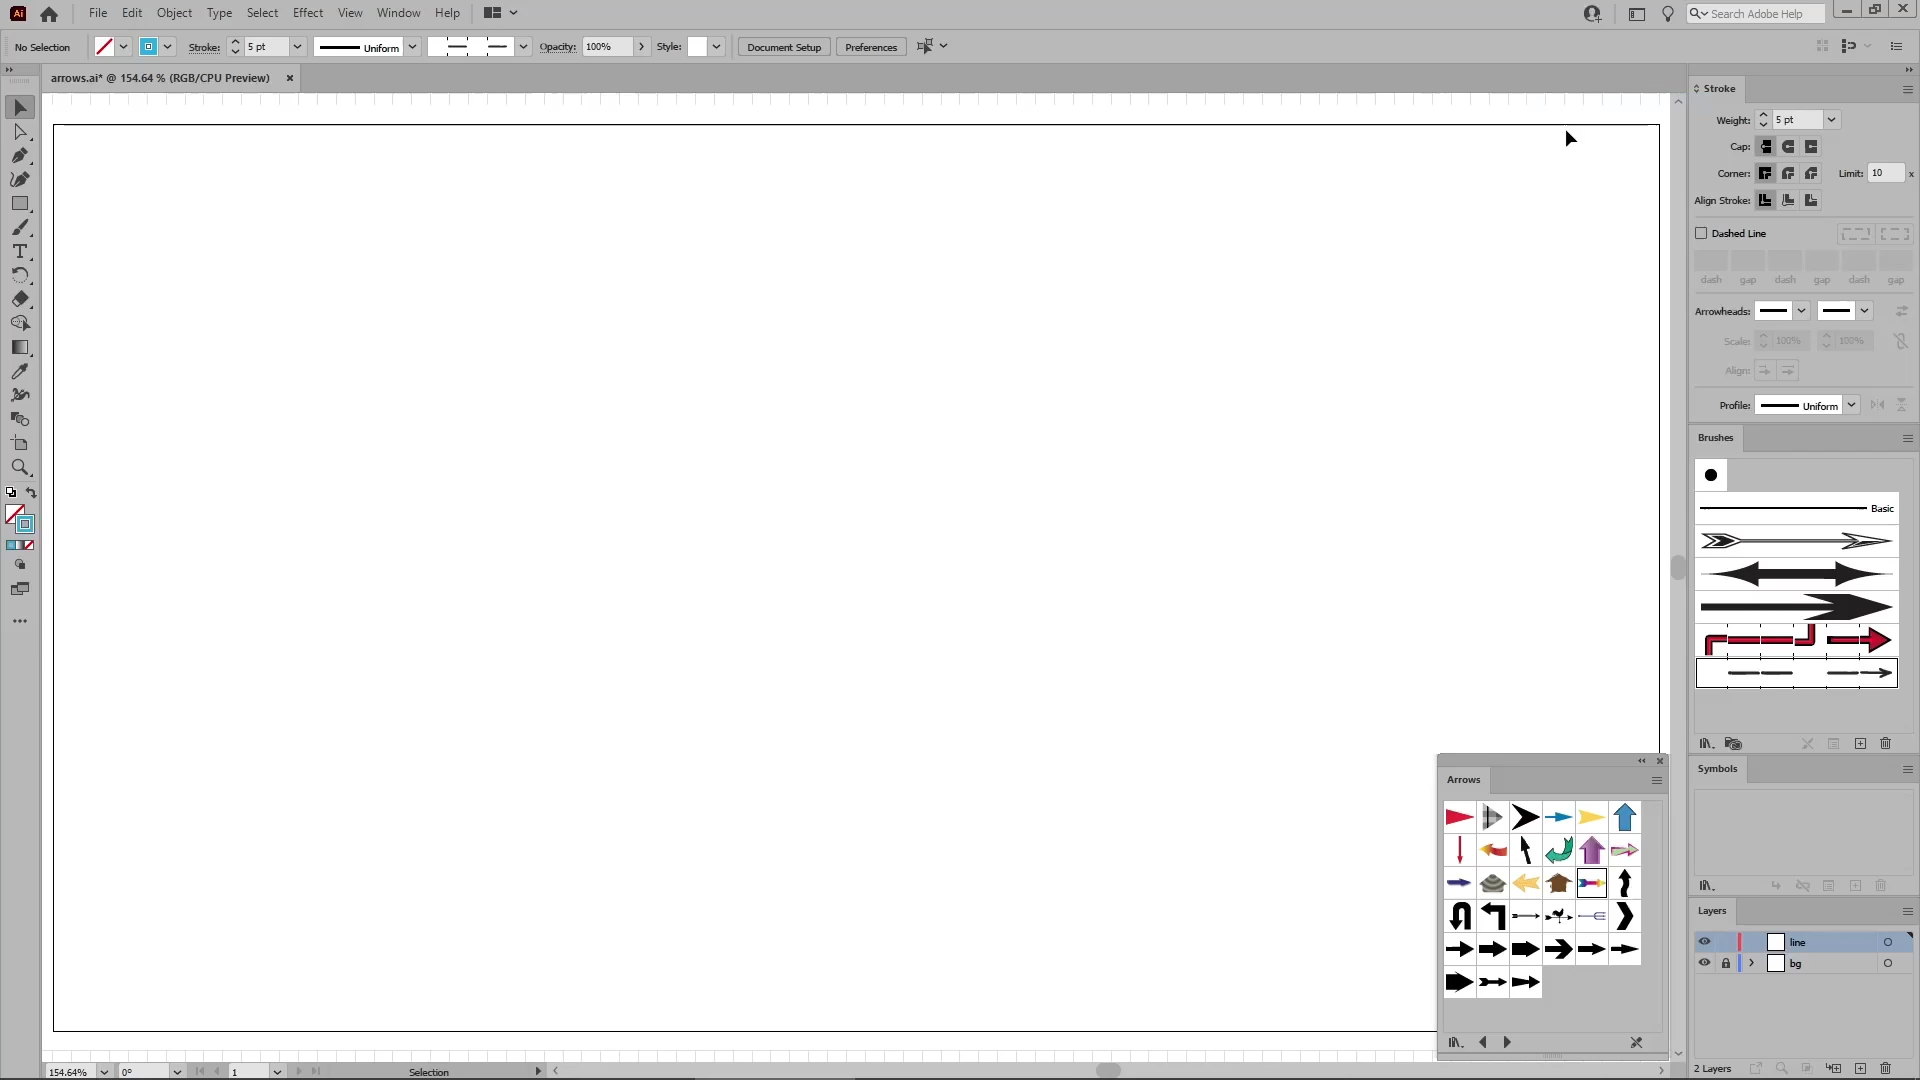 Ai File Edit Object Type Select Effect View Window Help Search Adobe Help
No Selection Stroke: 5 pt Uniform Opacity: 100% Style: Document Setup Preferences
arrows.ai* @ 154.64 % (RGB/CPU Preview)
Stroke
Weight: 5 pt
Cap:
Corner: Limit: 10 x
Align Stroke:
Dashed Line
dash gap dash gap dash gap
Arrowheads:
Scale: 100% 100%
Align:
Profile: Uniform
Brushes
Basic
Symbols
Arrows
Layers
line
bg
2 Layers
154.64% 0° 1 Selection